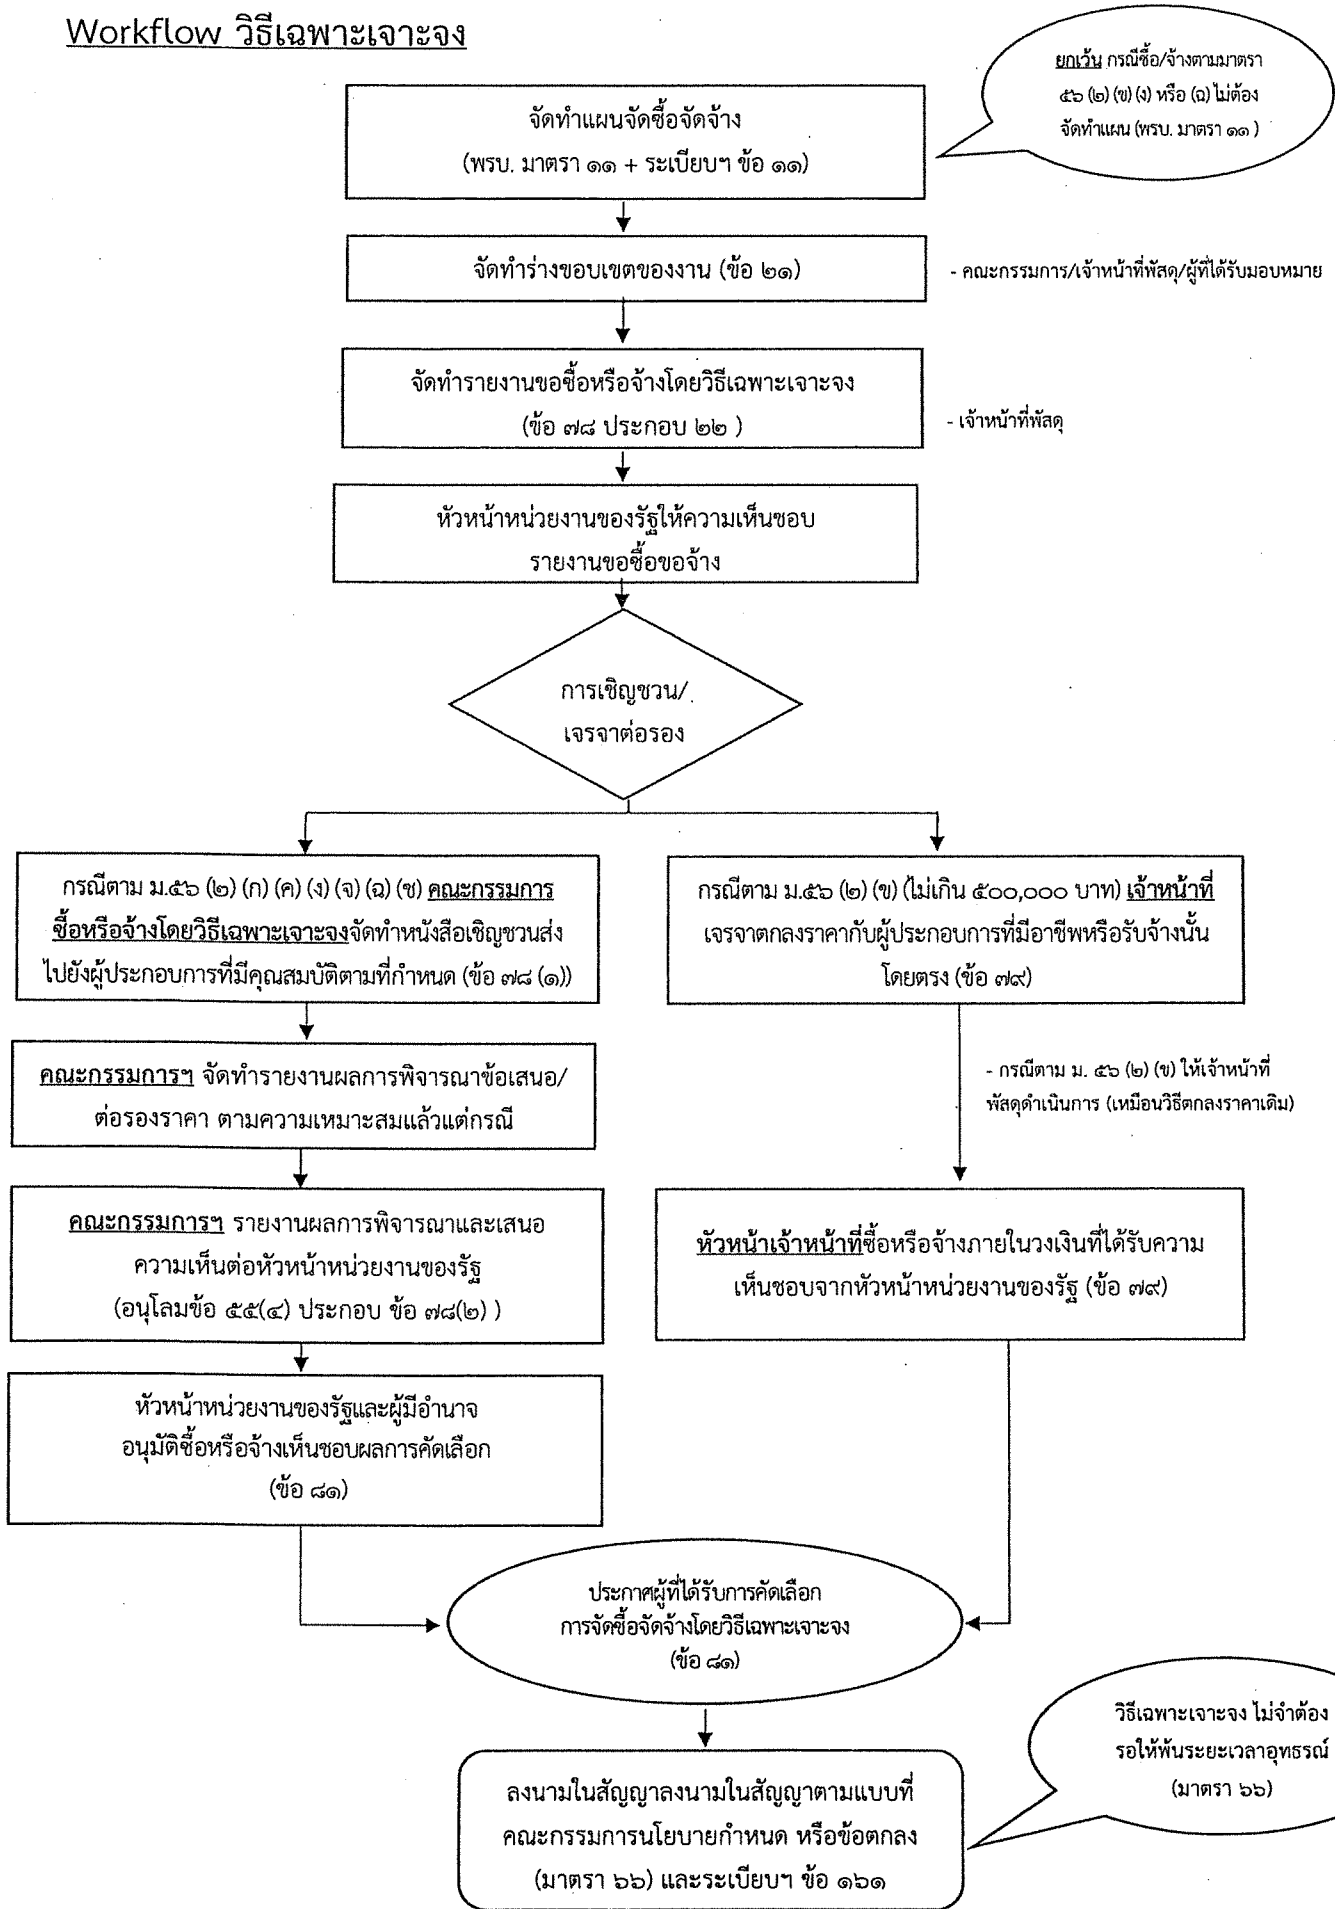 Workflow วิธีเฉพาะเจาะจง
ยกเว้น กรณีซื้อ/จ้างตามมาตรา
๕๖ (๒) (ข) (ง) หรือ (ฉ) ไม่ต้อง
จัดทำแผน (พรบ. มาตรา ๑๑ )
จัดทำแผนจัดซื้อจัดจ้าง
(พรบ. มาตรา ๑๑ + ระเบียบฯ ข้อ ๑๑)
จัดทำร่างขอบเขตของงาน (ข้อ ๒๑)
- คณะกรรมการ/เจ้าหน้าที่พัสดุ/ผู้ที่ได้รับมอบหมาย
จัดทำรายงานขอซื้อหรือจ้างโดยวิธีเฉพาะเจาะจง
(ข้อ ๗๘ ประกอบ ๒๒ )
- เจ้าหน้าที่พัสดุ
หัวหน้าหน่วยงานของรัฐให้ความเห็นชอบ
รายงานขอซื้อขอจ้าง
การเชิญชวน/
เจรจาต่อรอง
กรณีตาม ม.๕๖ (๒) (ก) (ค) (ง) (จ) (ฉ) (ช) คณะกรรมการ
ซื้อหรือจ้างโดยวิธีเฉพาะเจาะจงจัดทำหนังสือเชิญชวนส่ง
ไปยังผู้ประกอบการที่มีคุณสมบัติตามที่กำหนด (ข้อ ๗๘ (๑))
กรณีตาม ม.๕๖ (๒) (ข) (ไม่เกิน ๕๐๐,๐๐๐ บาท) เจ้าหน้าที่
เจรจาตกลงราคากับผู้ประกอบการที่มีอาชีพหรือรับจ้างนั้น
โดยตรง (ข้อ ๗๙)
คณะกรรมการฯ จัดทำรายงานผลการพิจารณาข้อเสนอ/
ต่อรองราคา ตามความเหมาะสมแล้วแต่กรณี
- กรณีตาม ม. ๕๖ (๒) (ข) ให้เจ้าหน้าที่
พัสดุดำเนินการ (เหมือนวิธีตกลงราคาเดิม)
คณะกรรมการฯ รายงานผลการพิจารณาและเสนอ
ความเห็นต่อหัวหน้าหน่วยงานของรัฐ
(อนุโลมข้อ ๕๕(๔) ประกอบ ข้อ ๗๘(๒) )
หัวหน้าเจ้าหน้าที่ซื้อหรือจ้างภายในวงเงินที่ได้รับความ
เห็นชอบจากหัวหน้าหน่วยงานของรัฐ (ข้อ ๗๙)
หัวหน้าหน่วยงานของรัฐและผู้มีอำนาจ
อนุมัติซื้อหรือจ้างเห็นชอบผลการคัดเลือก
(ข้อ ๘๑)
ประกาศผู้ที่ได้รับการคัดเลือก
การจัดซื้อจัดจ้างโดยวิธีเฉพาะเจาะจง
(ข้อ ๘๑)
วิธีเฉพาะเจาะจง ไม่จำต้อง
รอให้พ้นระยะเวลาอุทธรณ์
(มาตรา ๖๖)
ลงนามในสัญญาลงนามในสัญญาตามแบบที่
คณะกรรมการนโยบายกำหนด หรือข้อตกลง
(มาตรา ๖๖) และระเบียบฯ ข้อ ๑๖๑